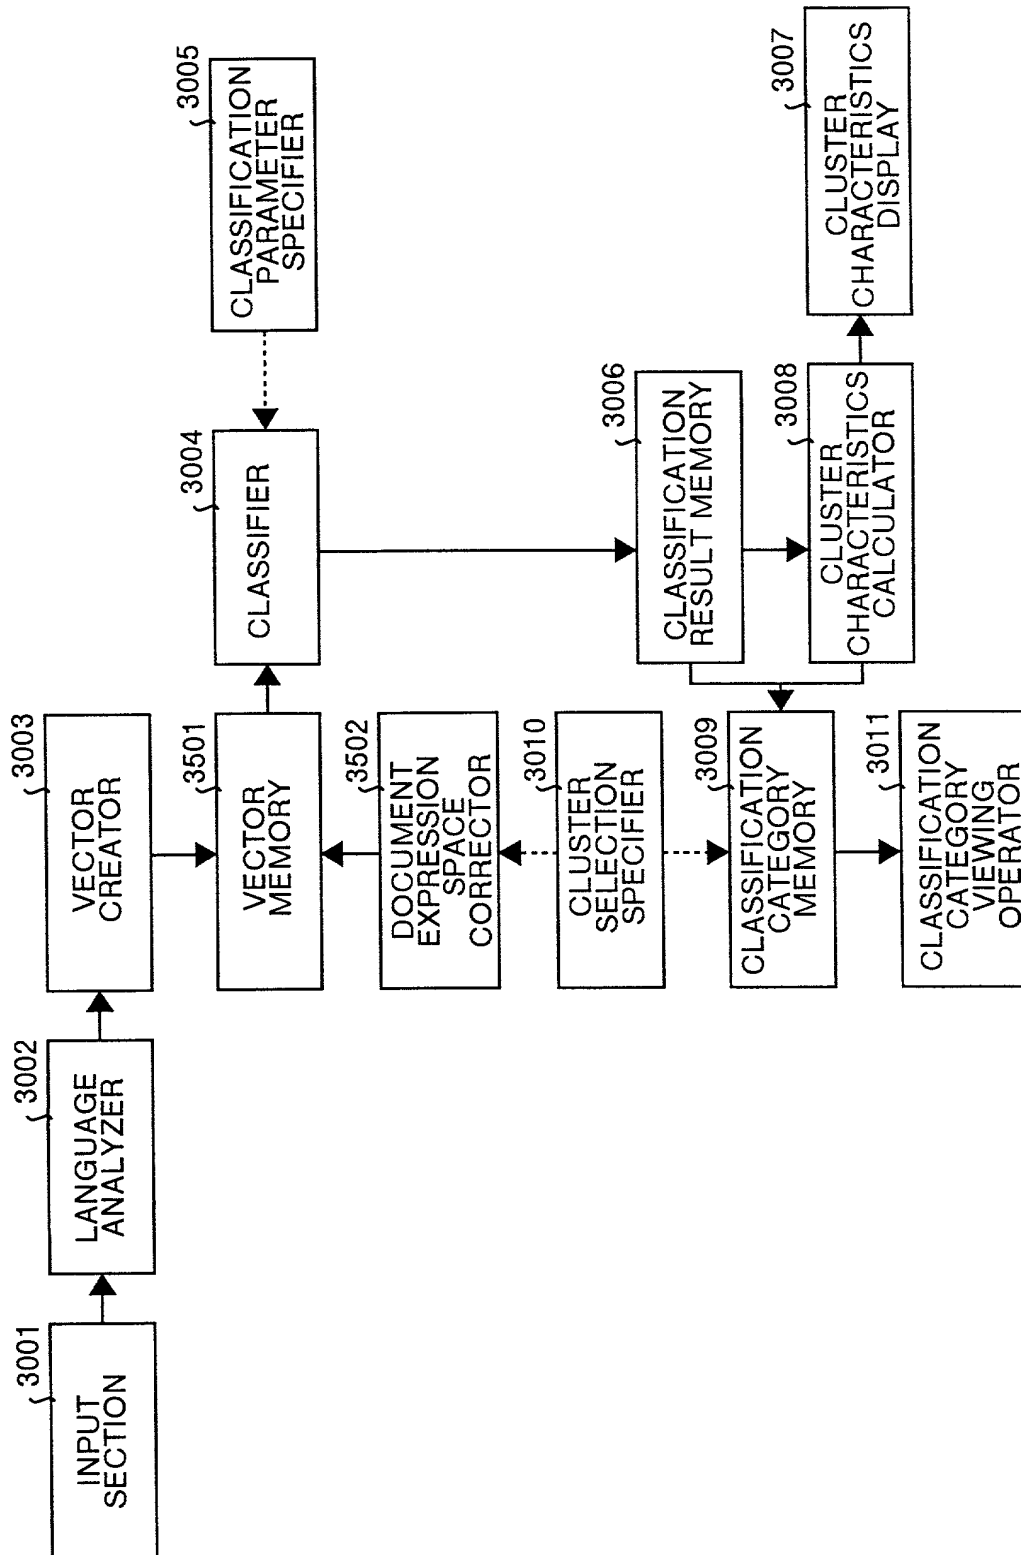 3001
INPUT
SECTION
3002
LANGUAGE
ANALYZER
3003
VECTOR
CREATOR
3501
VECTOR
MEMORY
3004
CLASSIFIER
3005
CLASSIFICATION
PARAMETER
SPECIFIER
3502
DOCUMENT
EXPRESSION
SPACE
CORRECTOR
3010
CLUSTER
SELECTION
SPECIFIER
3006
CLASSIFICATION
RESULT MEMORY
3009
CLASSIFICATION
CATEGORY
MEMORY
3008
CLUSTER
CHARACTERISTICS
CALCULATOR
3007
CLUSTER
CHARACTERISTICS
DISPLAY
3011
CLASSIFICATION
CATEGORY
VIEWING
OPERATOR